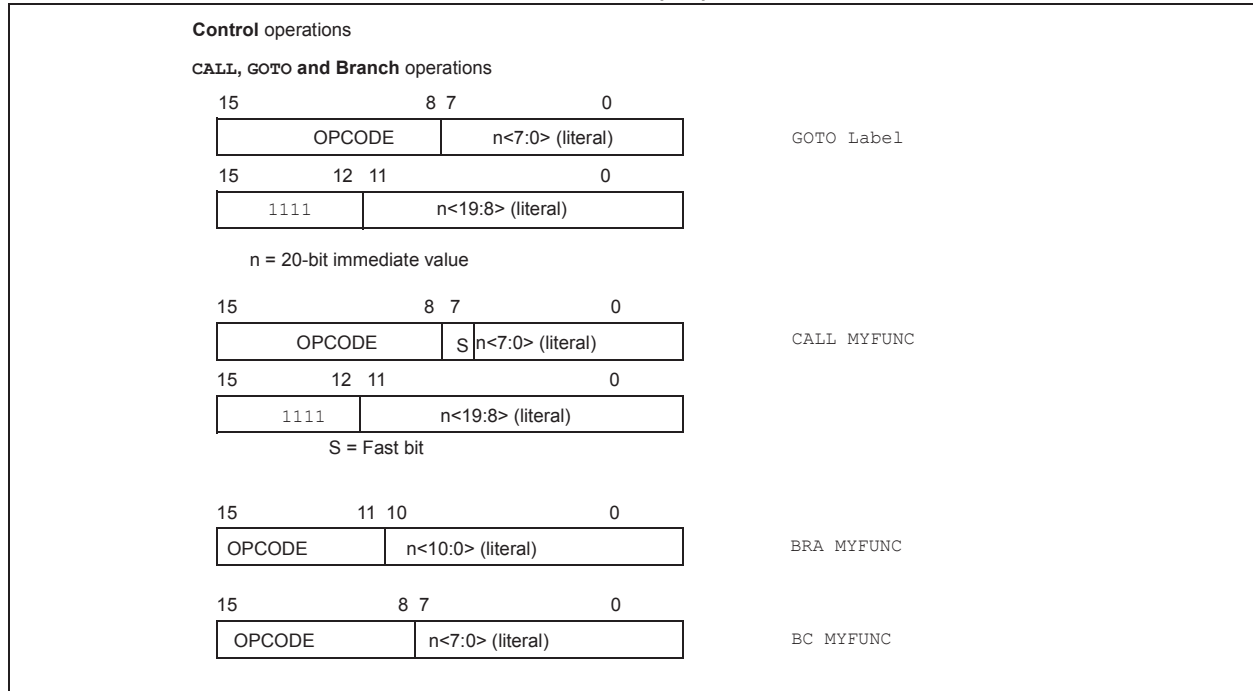 Control operations
CALL, GOTO and Branch operations
15 8 7 0
OPCODE n<7:0> (literal) GOTO Label
15 12 11 0
1111 n<19:8> (literal)
n = 20-bit immediate value
15 8 7 0
OPCODE S n<7:0> (literal) CALL MYFUNC
15 12 11 0
1111 n<19:8> (literal)
S = Fast bit
15 11 10 0
OPCODE n<10:0> (literal) BRA MYFUNC
15 8 7 0
OPCODE n<7:0> (literal) BC MYFUNC